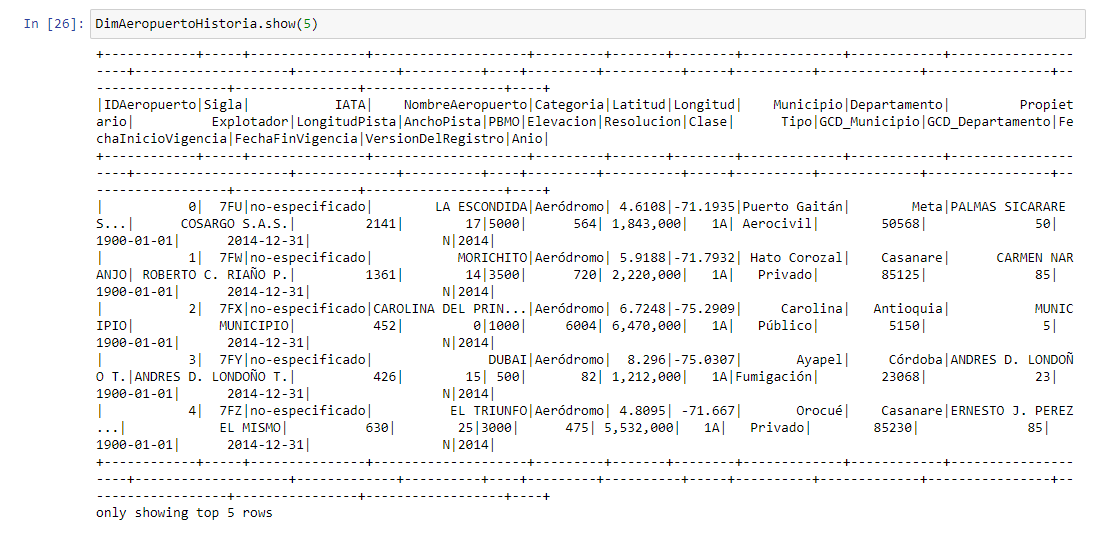 In [26]: DimAeropuertoHistoria.show(5)
+------------+-----+---------------+--------------------+---------+-------+--------+-------------+------------+----------------
----+--------------------+-------------+----------+----+---------+----------+-----+----------+-------------+----------------+--
-----------------+----------------+------------------+----+
|IDAeropuerto|Sigla|           IATA|    NombreAeropuerto|Categoria|Latitud|Longitud|    Municipio|Departamento|         Propiet
ario|          Explotador|LongitudPista|AnchoPista|PBMO|Elevacion|Resolucion|Clase|      Tipo|GCD_Municipio|GCD_Departamento|Fe
chaInicioVigencia|FechaFinVigencia|VersionDelRegistro|Anio|
+------------+-----+---------------+--------------------+---------+-------+--------+-------------+------------+----------------
----+--------------------+-------------+----------+----+---------+----------+-----+----------+-------------+----------------+--
-----------------+----------------+------------------+----+
|           0|  7FU|no-especificado|        LA ESCONDIDA|Aeródromo| 4.6108|-71.1935|Puerto Gaitán|        Meta|PALMAS SICARARE
S...|      COSARGO S.A.S.|         2141|        17|5000|      564| 1,843,000|   1A| Aerocivil|        50568|              50|
1900-01-01|      2014-12-31|                 N|2014|
|           1|  7FW|no-especificado|           MORICHITO|Aeródromo| 5.9188|-71.7932| Hato Corozal|    Casanare|      CARMEN NAR
ANJO| ROBERTO C. RIAÑO P.|         1361|        14|3500|      720| 2,220,000|   1A|   Privado|        85125|              85|
1900-01-01|      2014-12-31|                 N|2014|
|           2|  7FX|no-especificado|CAROLINA DEL PRIN...|Aeródromo| 6.7248|-75.2909|     Carolina|   Antioquia|           MUNIC
IPIO|           MUNICIPIO|          452|         0|1000|     6004| 6,470,000|   1A|   Público|         5150|               5|
1900-01-01|      2014-12-31|                 N|2014|
|           3|  7FY|no-especificado|               DUBAI|Aeródromo|  8.296|-75.0307|       Ayapel|     Córdoba|ANDRES D. LONDOÑ
O T.|ANDRES D. LONDOÑO T.|          426|        15| 500|       82| 1,212,000|   1A|Fumigación|        23068|              23|
1900-01-01|      2014-12-31|                 N|2014|
|           4|  7FZ|no-especificado|          EL TRIUNFO|Aeródromo| 4.8095| -71.667|       Orocué|    Casanare|ERNESTO J. PEREZ
...|            EL MISMO|          630|        25|3000|      475| 5,532,000|   1A|   Privado|        85230|              85|
1900-01-01|      2014-12-31|                 N|2014|
+------------+-----+---------------+--------------------+---------+-------+--------+-------------+------------+----------------
----+--------------------+-------------+----------+----+---------+----------+-----+----------+-------------+----------------+--
-----------------+----------------+------------------+----+
only showing top 5 rows